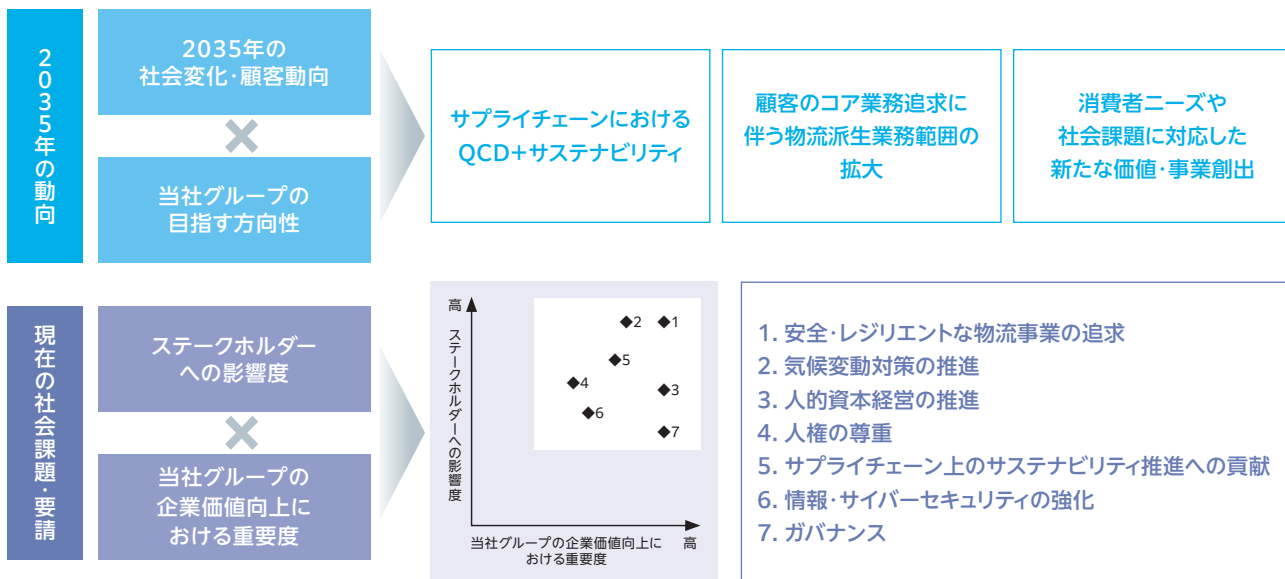 2035年の動向
2035年の
社会変化・顧客動向
×
当社グループの
目指す方向性
サプライチェーンにおける
QCD+サステナビリティ
顧客のコア業務追求に
伴う物流派生業務範囲の
拡大
消費者ニーズや
社会課題に対応した
新たな価値・事業創出
現在の社会課題・要請
ステークホルダー
への影響度
×
当社グループの
企業価値向上に
おける重要度
高
ステークホルダーへの影響度
◆2
◆1
◆5
◆4
◆3
◆6
◆7
当社グループの企業価値向上に
おける重要度
高
1. 安全・レジリエントな物流事業の追求
2. 気候変動対策の推進
3. 人的資本経営の推進
4. 人権の尊重
5. サプライチェーン上のサステナビリティ推進への貢献
6. 情報・サイバーセキュリティの強化
7. ガバナンス